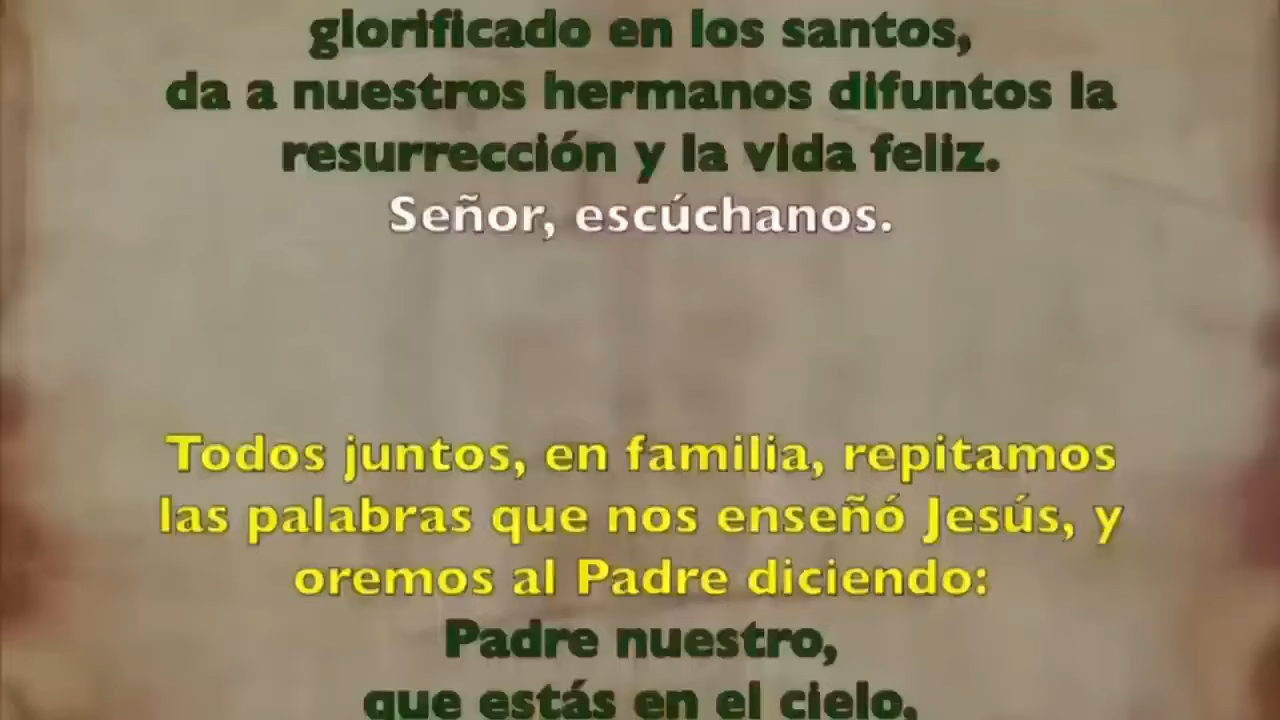 glorificado en los santos,
da a nuestros hermanos difuntos la
resurrección y la vida feliz.
Señor, escúchanos.
Todos juntos, en familia, repitamos
las palabras que nos enseñó Jesús, y
oremos al Padre diciendo:
Padre nuestro,
que estás en el cielo,